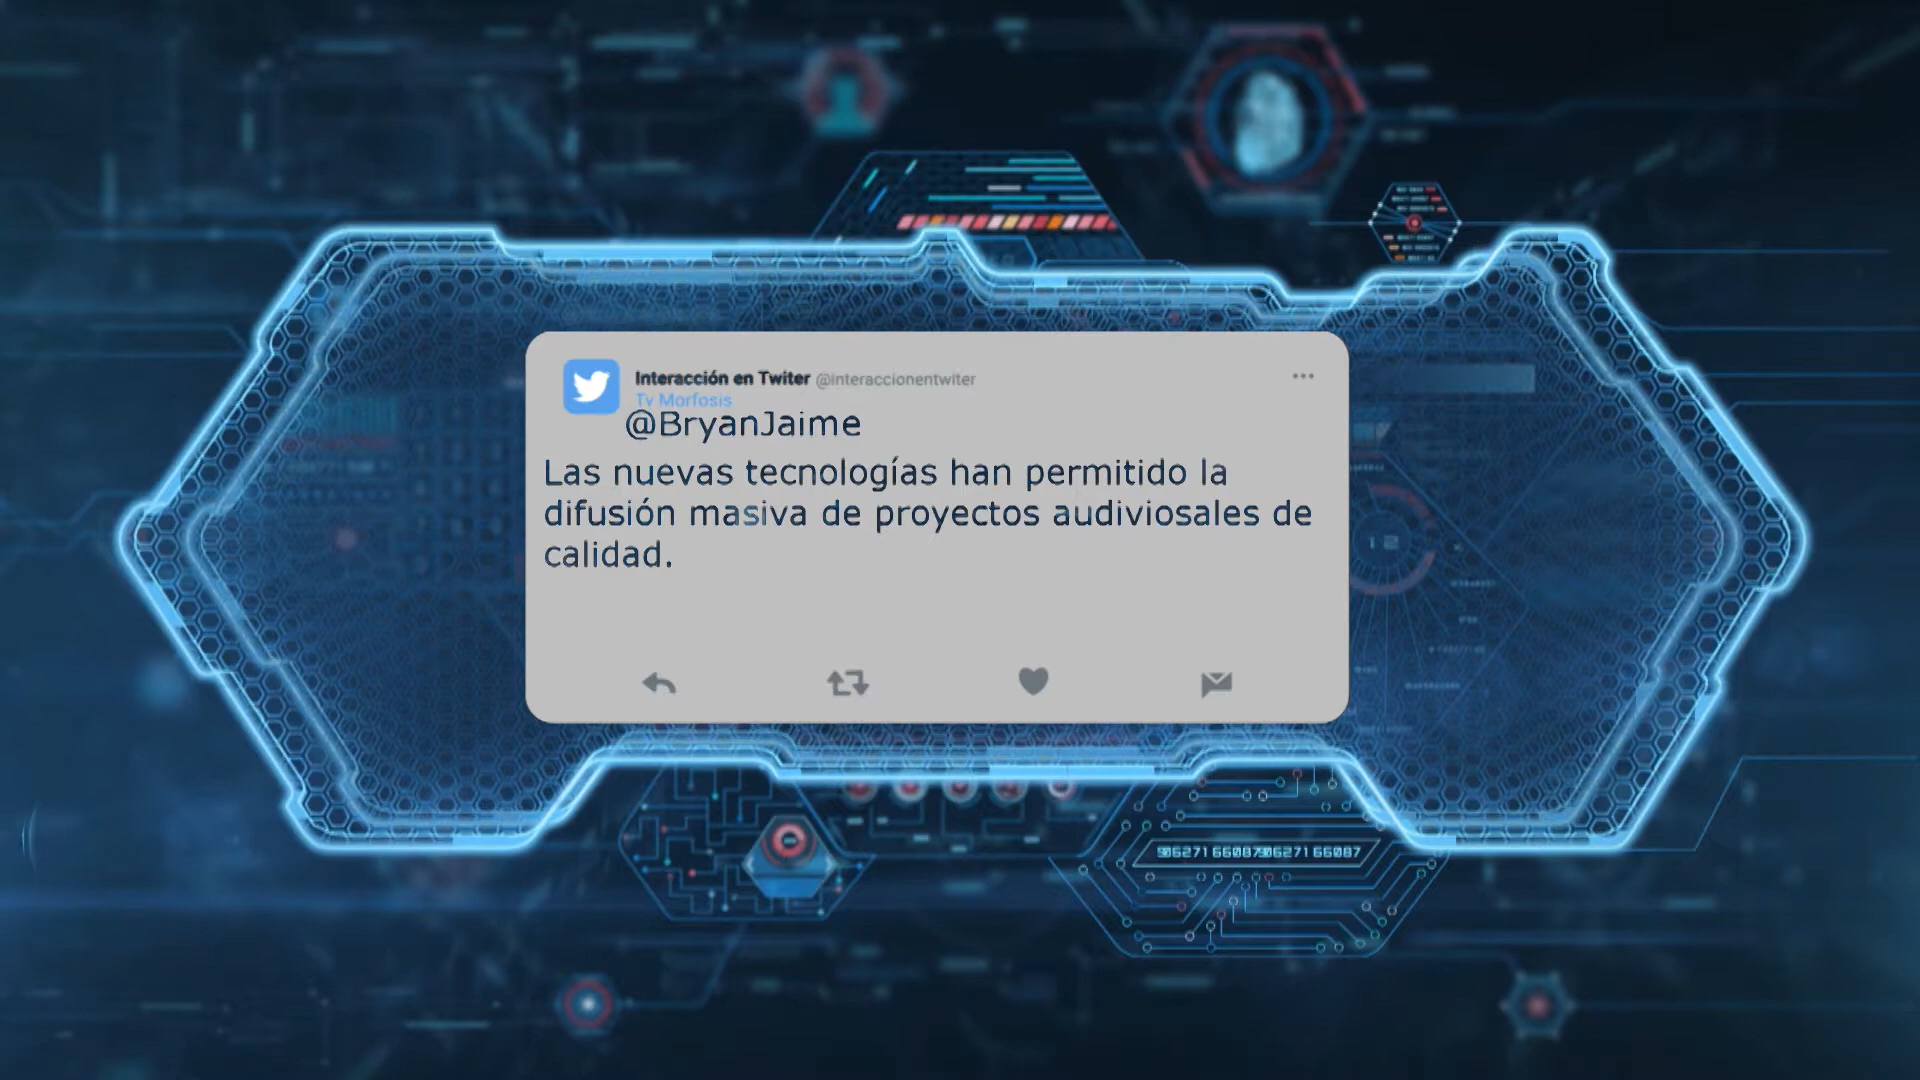 Interacción en Twiter @interaccionentwiter
Tv Morfosis
@BryanJaime
Las nuevas tecnologías han permitido la
difusión masiva de proyectos audiviosales de
calidad.
12